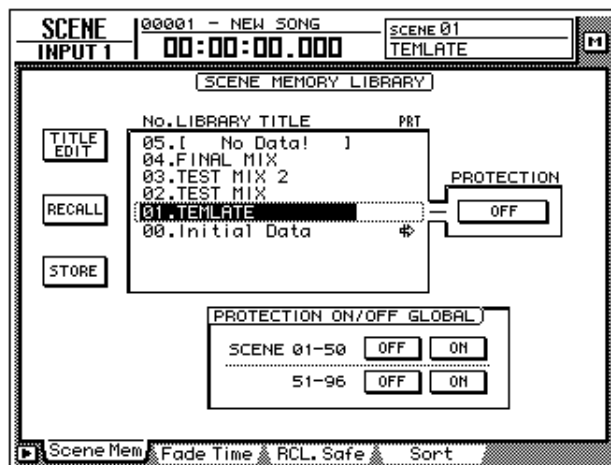 SCENE
INPUT 1
00001 - NEW SONG
00:00:00.000
SCENE 01
TEMLATE
M
SCENE MEMORY LIBRARY
No.LIBRARY TITLE PRT
05.[ No Data! ]
04.FINAL MIX
03.TEST MIX 2
02.TEST MIX
01.TEMLATE
00.Initial Data
TITLE EDIT
RECALL
STORE
PROTECTION
OFF
PROTECTION ON/OFF GLOBAL
SCENE 01-50 OFF ON
51-96 OFF ON
Scene Mem Fade Time RCL. Safe Sort